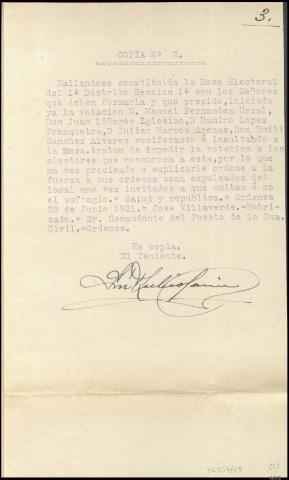 3.
COPIA Nº 2.
====================
Hallandose constituida la Mesa Electoral
del 1º Distrito Seccion 1ª con los Señores
que deben formarla y que presido, iniciada
ya la votacion D. Manuel Fernandez Ursal,
Don Juan Liñares Iglesias, D Ramiro Lopez
Franqueira, D Julian Marcos Arenas, Don Emili
Sanchez Alvarez vociferando é insultado a
la Mesa, tratan de impedir la votacion a los
electores que concurren a esta, por lo que
me veo precisado a suplicarle ordene a la
fuerza a sus ordenes sean expulsados del
local una vez invitados a que emitan ó no
el sufragio.= Salud y republica.= Ordenes
28 de Junio 1931.= Jose Villaverde.=Rubri-
cado.= Sr. Comandante del Puesto de la Gua.
Civil.=Ordenes.
Es copia.
El Teniente.